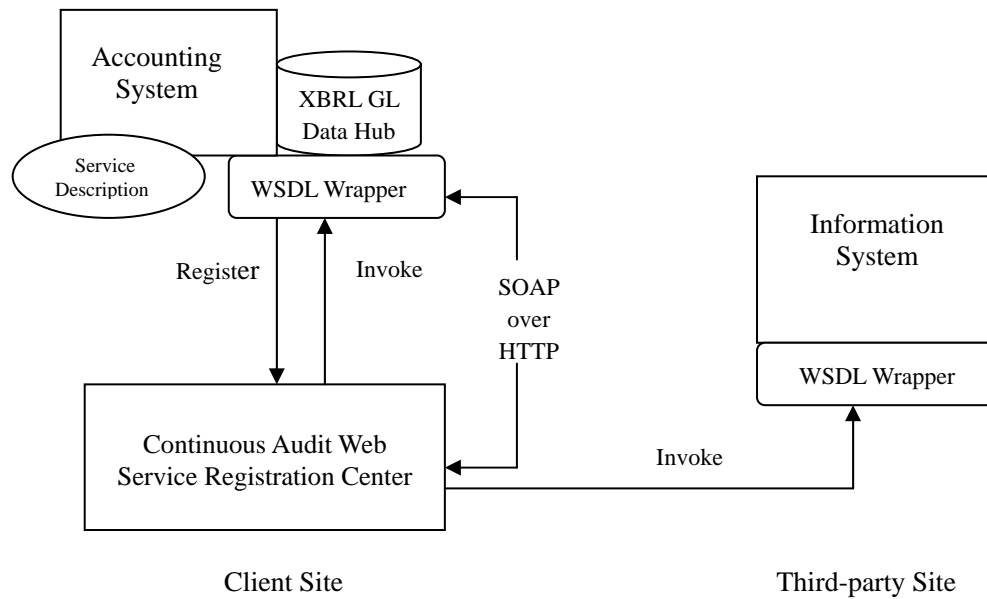 Accounting
System
XBRL GL
Data Hub
Service
Description
WSDL Wrapper
Information
System
Register
Invoke
SOAP
over
HTTP
WSDL Wrapper
Continuous Audit Web
Service Registration Center
Invoke
Client Site
Third-party Site